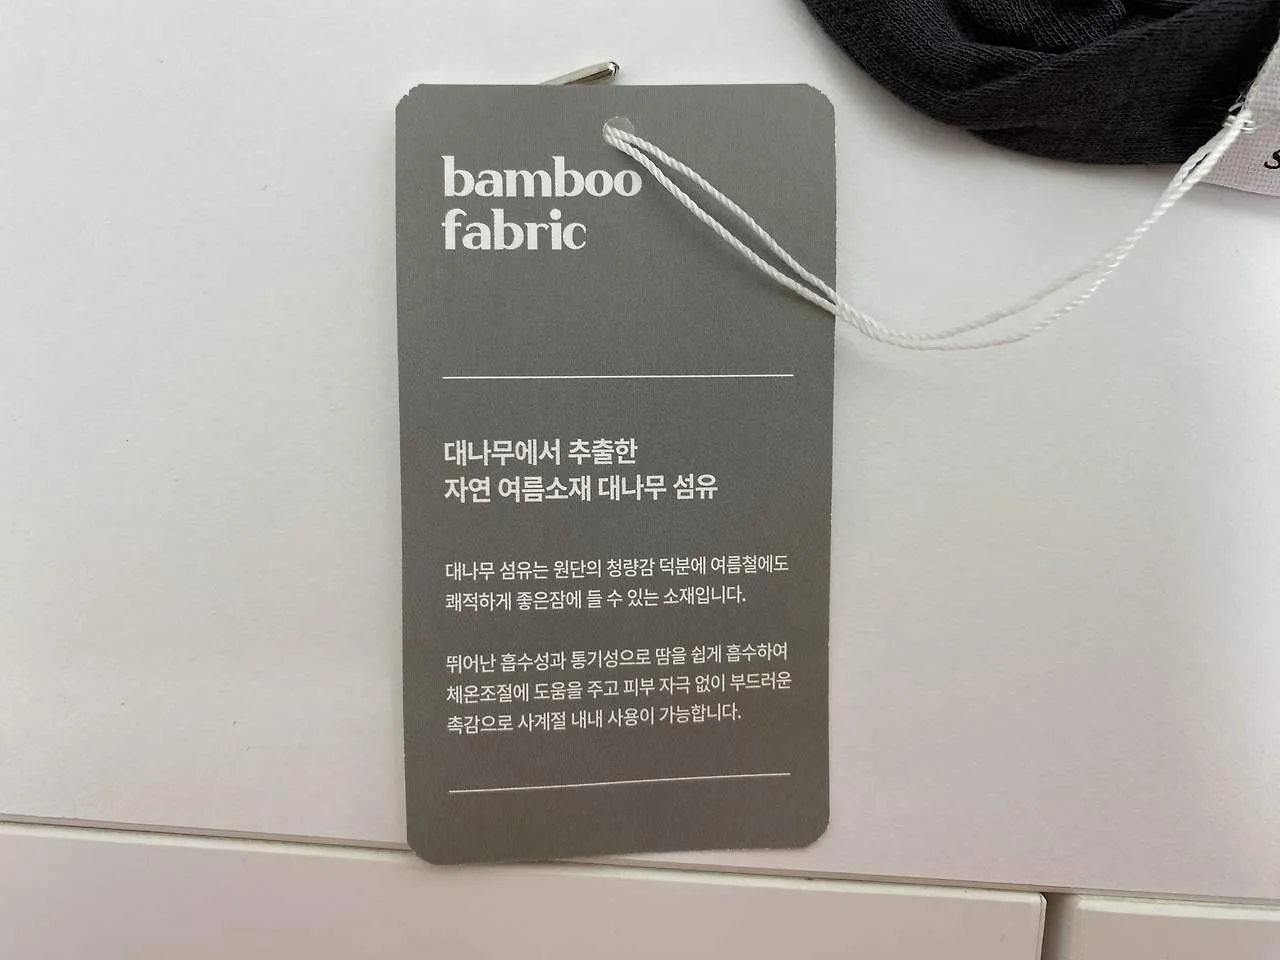 bamboo
fabric
대나무에서 추출한
자연 여름소재 대나무 섬유
대나무 섬유는 원단의 청량감 덕분에 여름철에도
쾌적하게 좋은잠에 들 수 있는 소재입니다.
뛰어난 흡수성과 통기성으로 땀을 쉽게 흡수하여
체온조절에 도움을 주고 피부 자극 없이 부드러운
촉감으로 사계절 내내 사용이 가능합니다.